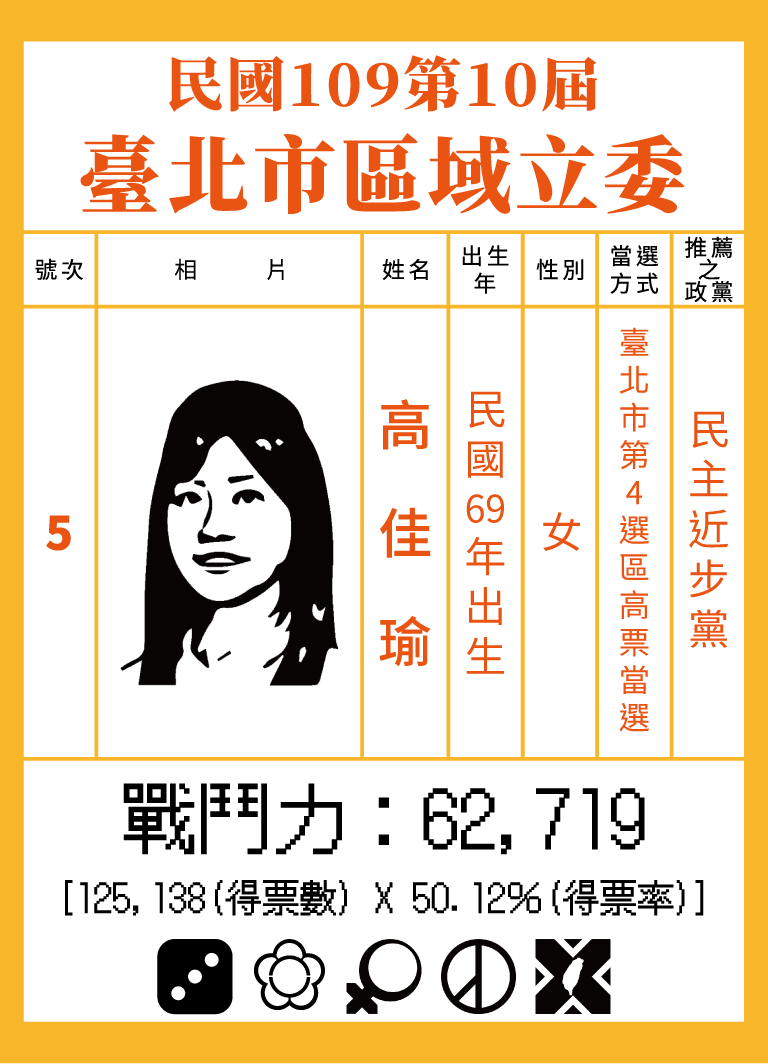 民國109第10屆
臺北市區域立委
號次
相 片
姓名
出生年
性別
當選方式
推薦之政黨
5
高佳瑜
民國69年出生
女
臺北市第4選區高票當選
民主近步黨
戰鬥力：62,719
[125,138(得票數) X 50.12%(得票率)]